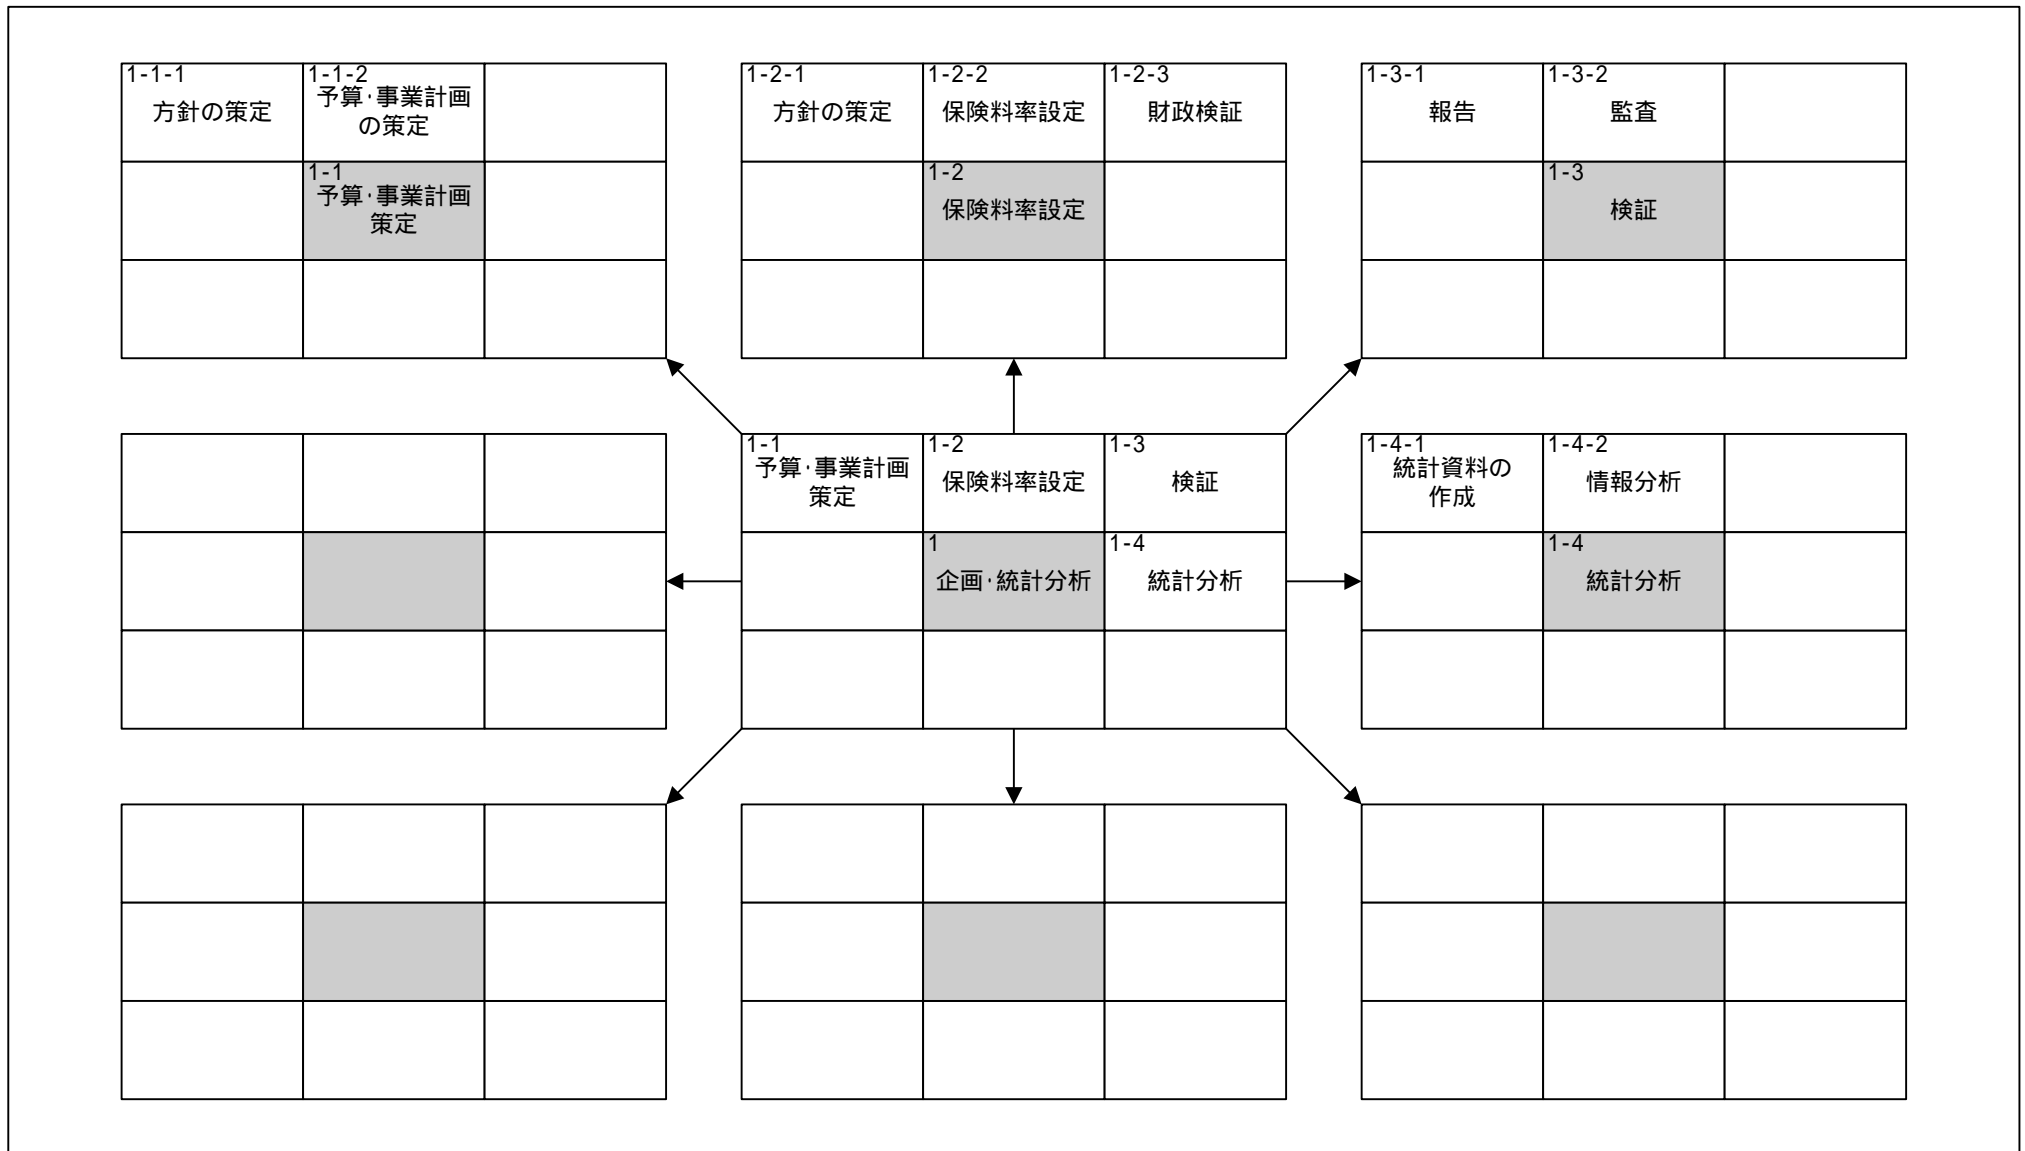 1-1-1
方針の策定
1-1-2
予算･事業計画
の策定
1-1
予算･事業計画
策定
1-2-1
方針の策定
1-2-2
保険料率設定
1-2-3
財政検証
1-2
保険料率設定
1-3-1
報告
1-3-2
監査
1-3
検証
1-1
予算･事業計画
策定
1-2
保険料率設定
1-3
検証
1
企画･統計分析
1-4
統計分析
1-4-1
統計資料の
作成
1-4-2
情報分析
1-4
統計分析